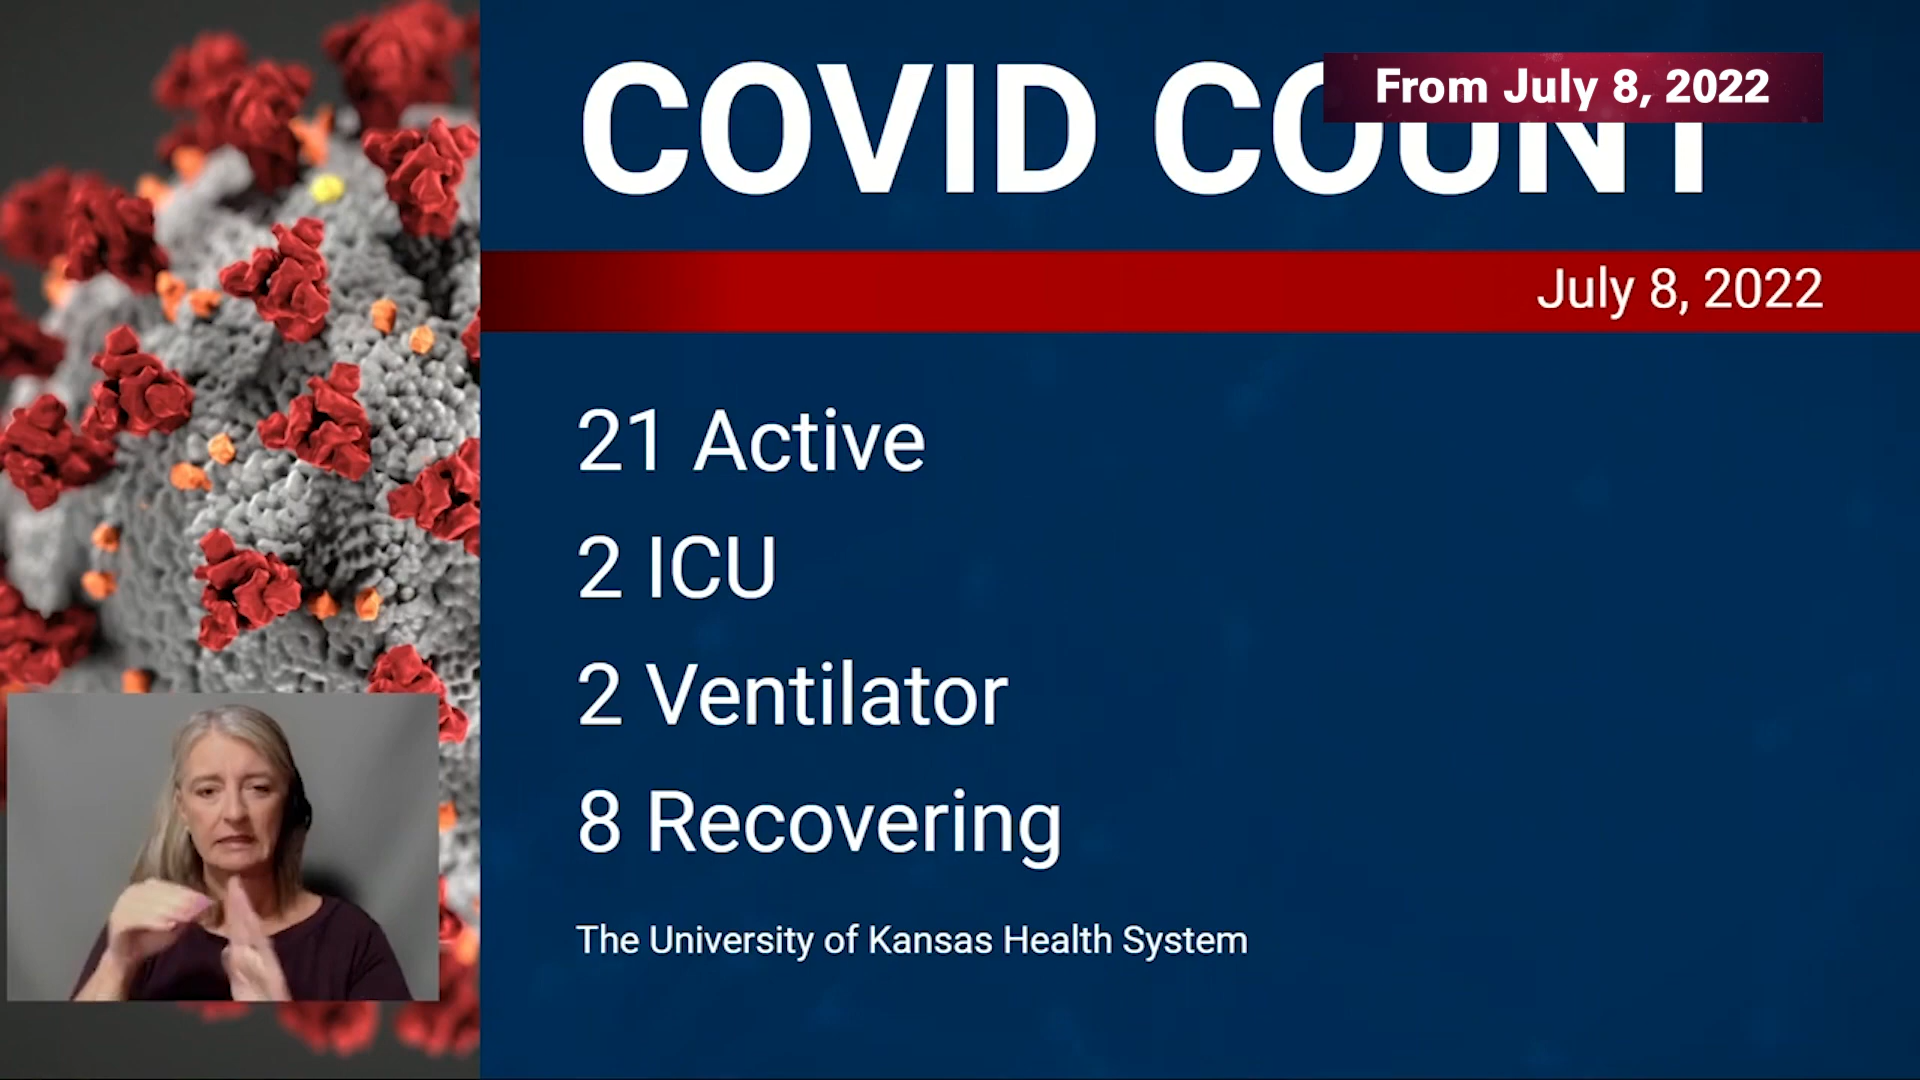 COVID COUNT
From July 8, 2022
July 8, 2022
21 Active
2 ICU
2 Ventilator
8 Recovering
The University of Kansas Health System